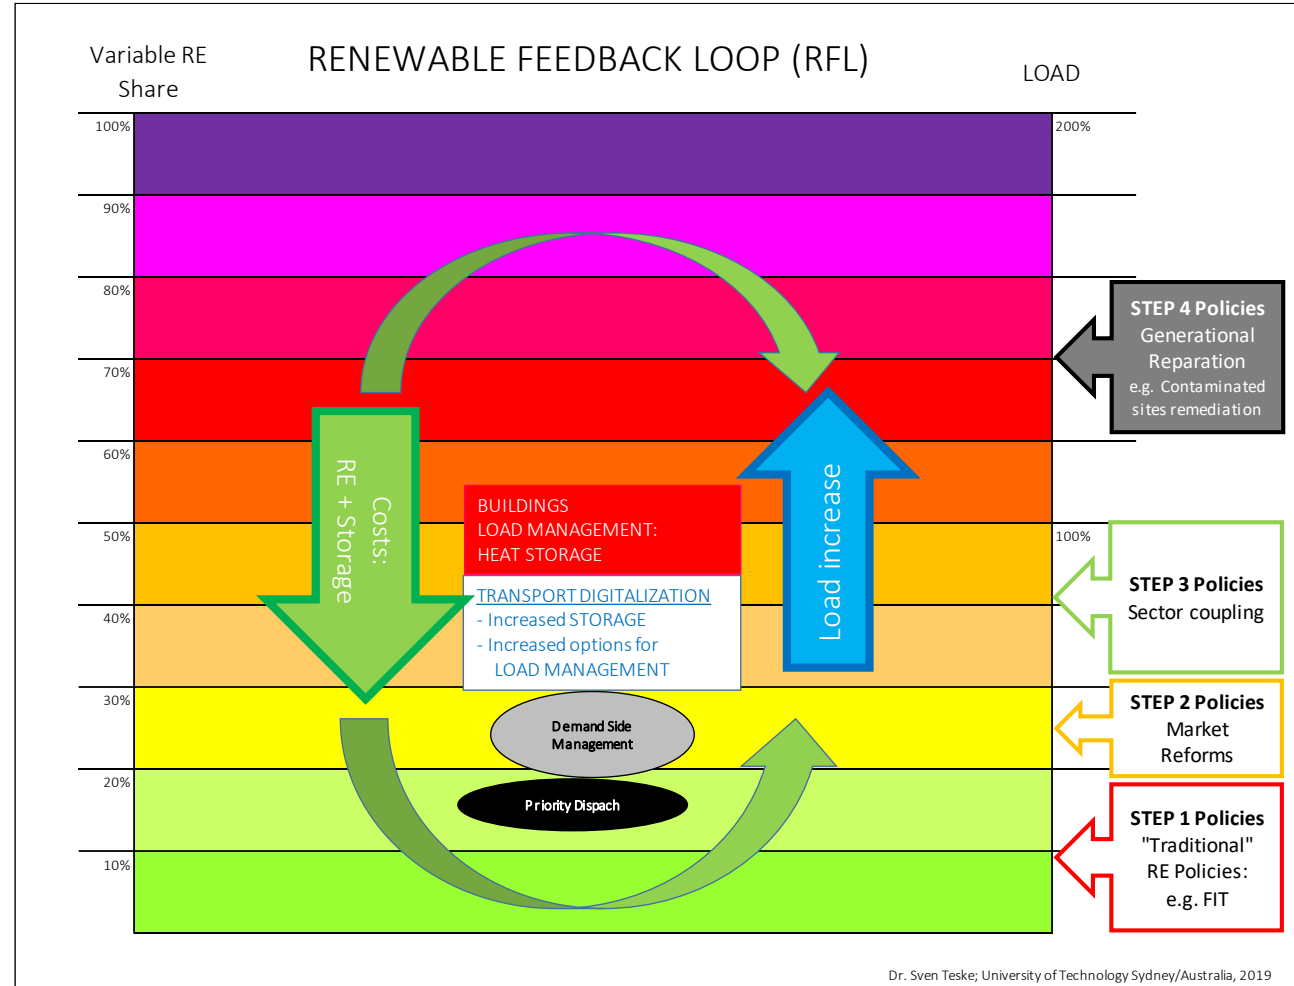 Variable RE
Share
RENEWABLE FEEDBACK LOOP (RFL)
LOAD
100%
200%
90%
80%
70%
60%
50%
100%
40%
30%
20%
10%
Costs:
RE + Storage
BUILDINGS
LOAD MANAGEMENT:
HEAT STORAGE
TRANSPORT DIGITALIZATION
- Increased STORAGE
- Increased options for
LOAD MANAGEMENT
Load increase
Demand Side
Management
Priority Dispach
STEP 4 Policies
Generational
Reparation
e.g. Contaminated
sites remediation
STEP 3 Policies
Sector coupling
STEP 2 Policies
Market
Reforms
STEP 1 Policies
"Traditional"
RE Policies:
e.g. FIT
Dr. Sven Teske; University of Technology Sydney/Australia, 2019